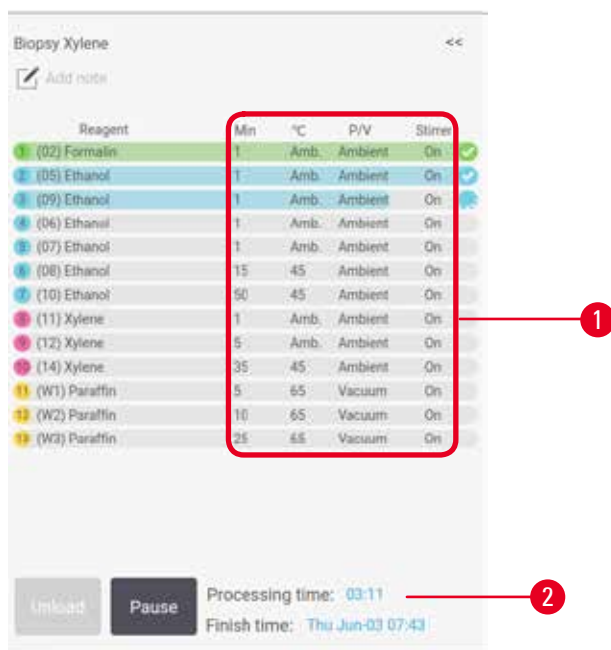 Biopsy Xylene <<
Add note
Reagent Min °C P/V Stirrer
1 (02) Formalin 1 Amb. Ambient On
2 (05) Ethanol 1 Amb. Ambient On
3 (09) Ethanol 1 Amb. Ambient On
4 (06) Ethanol 1 Amb. Ambient On
5 (07) Ethanol 1 Amb. Ambient On
6 (08) Ethanol 15 45 Ambient On
7 (10) Ethanol 50 45 Ambient On
8 (11) Xylene 1 Amb. Ambient On
9 (12) Xylene 5 Amb. Ambient On
10 (14) Xylene 35 45 Ambient On
11 (W1) Paraffin 5 65 Vacuum On
12 (W2) Paraffin 10 65 Vacuum On
13 (W3) Paraffin 25 65 Vacuum On
1
Unload Pause Processing time: 03:11 2
Finish time: Thu Jun-03 07:43